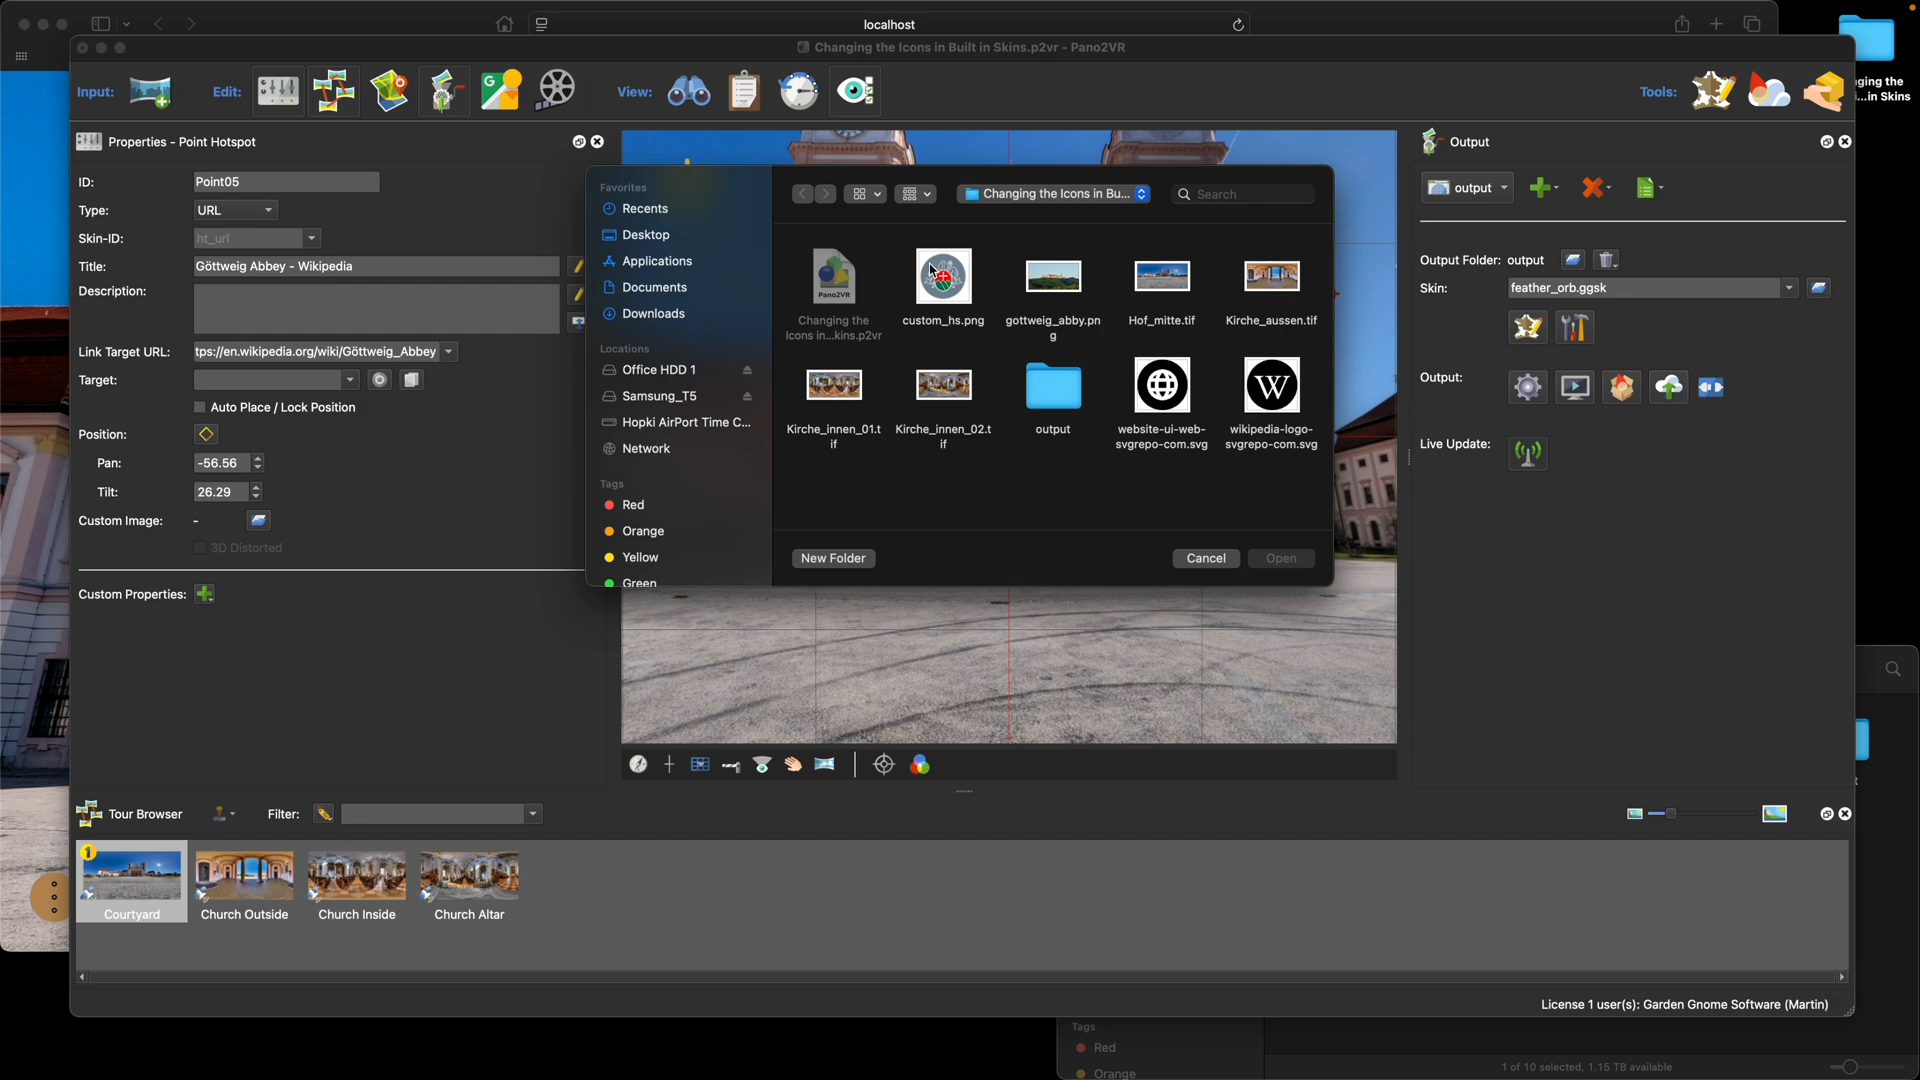 localhost
Changing the Icons in Built in Skins.p2vr - Pano2VR
ging the
...in Skins
Input:
Edit:
View:
Tools:
Properties - Point Hotspot
ID:
Point05
Type:
URL
Skin-ID:
ht_url
Title:
Göttweig Abbey - Wikipedia
Description:
Link Target URL:
tps://en.wikipedia.org/wiki/Göttweig_Abbey
Target:
Auto Place / Lock Position
Position:
Pan:
-56.56
Tilt:
26.29
Custom Image:
-
3D Distorted
Custom Properties:
Favorites
Recents
Desktop
Applications
Documents
Downloads
Locations
Office HDD 1
Samsung_T5
Hopki AirPort Time C...
Network
Tags
Red
Orange
Yellow
Green
Changing the Icons in Bu...
Search
Pano2VR
Changing the
Icons in...kins.p2vr
custom_hs.png
gottweig_abby.pn
g
Hof_mitte.tif
Kirche_aussen.tif
Kirche_innen_01.t
if
Kirche_innen_02.t
if
output
website-ui-web-
svgrepo-com.svg
W
wikipedia-logo-
svgrepo-com.svg
New Folder
Cancel
Open
Output
output
Output Folder: output
Skin:
feather_orb.ggsk
Output:
Live Update:
Tour Browser
Filter:
1
Courtyard
Church Outside
Church Inside
Church Altar
License 1 user(s): Garden Gnome Software (Martin)
Tags
Red
Orange
1 of 10 selected, 1.15 TB available